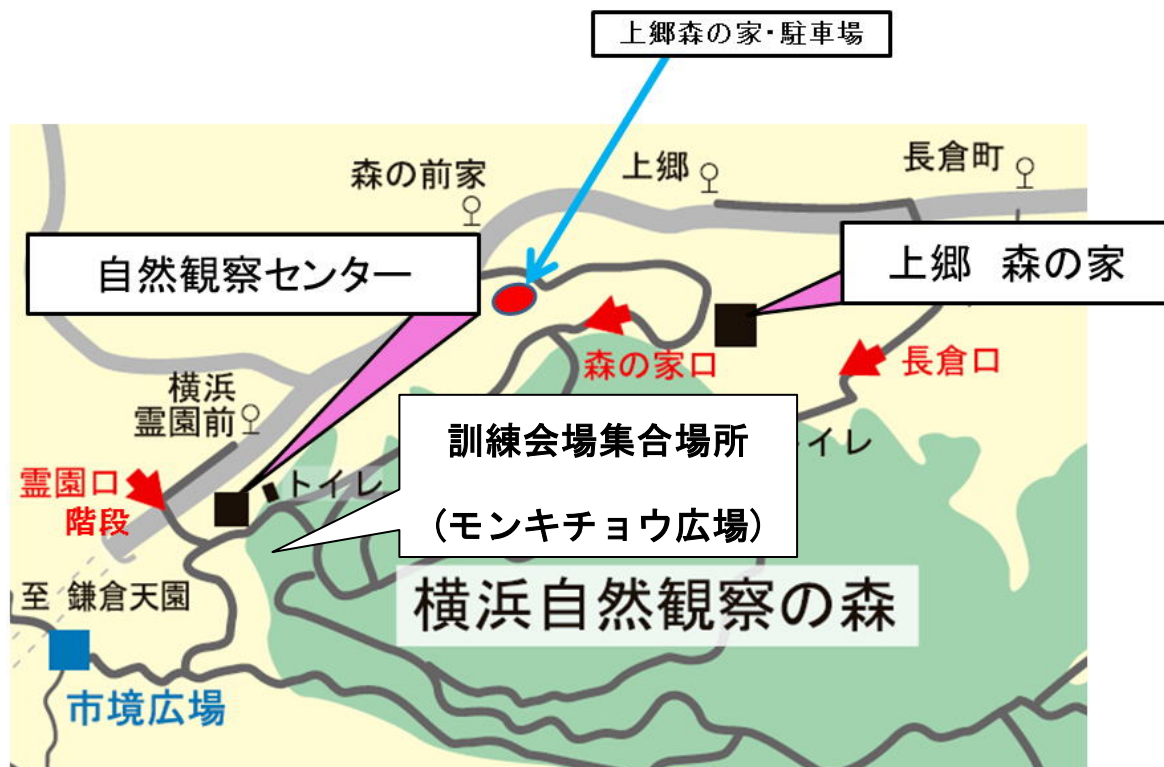 上郷森の家・駐車場
森の前家
上郷
長倉町
自然観察センター
上郷 森の家
森の家口
長倉口
横浜
霊園前
訓練会場集合場所
(モンキチョウ広場)
トイレ
イレ
霊園口
階段
至 鎌倉天園
横浜自然観察の森
市境広場